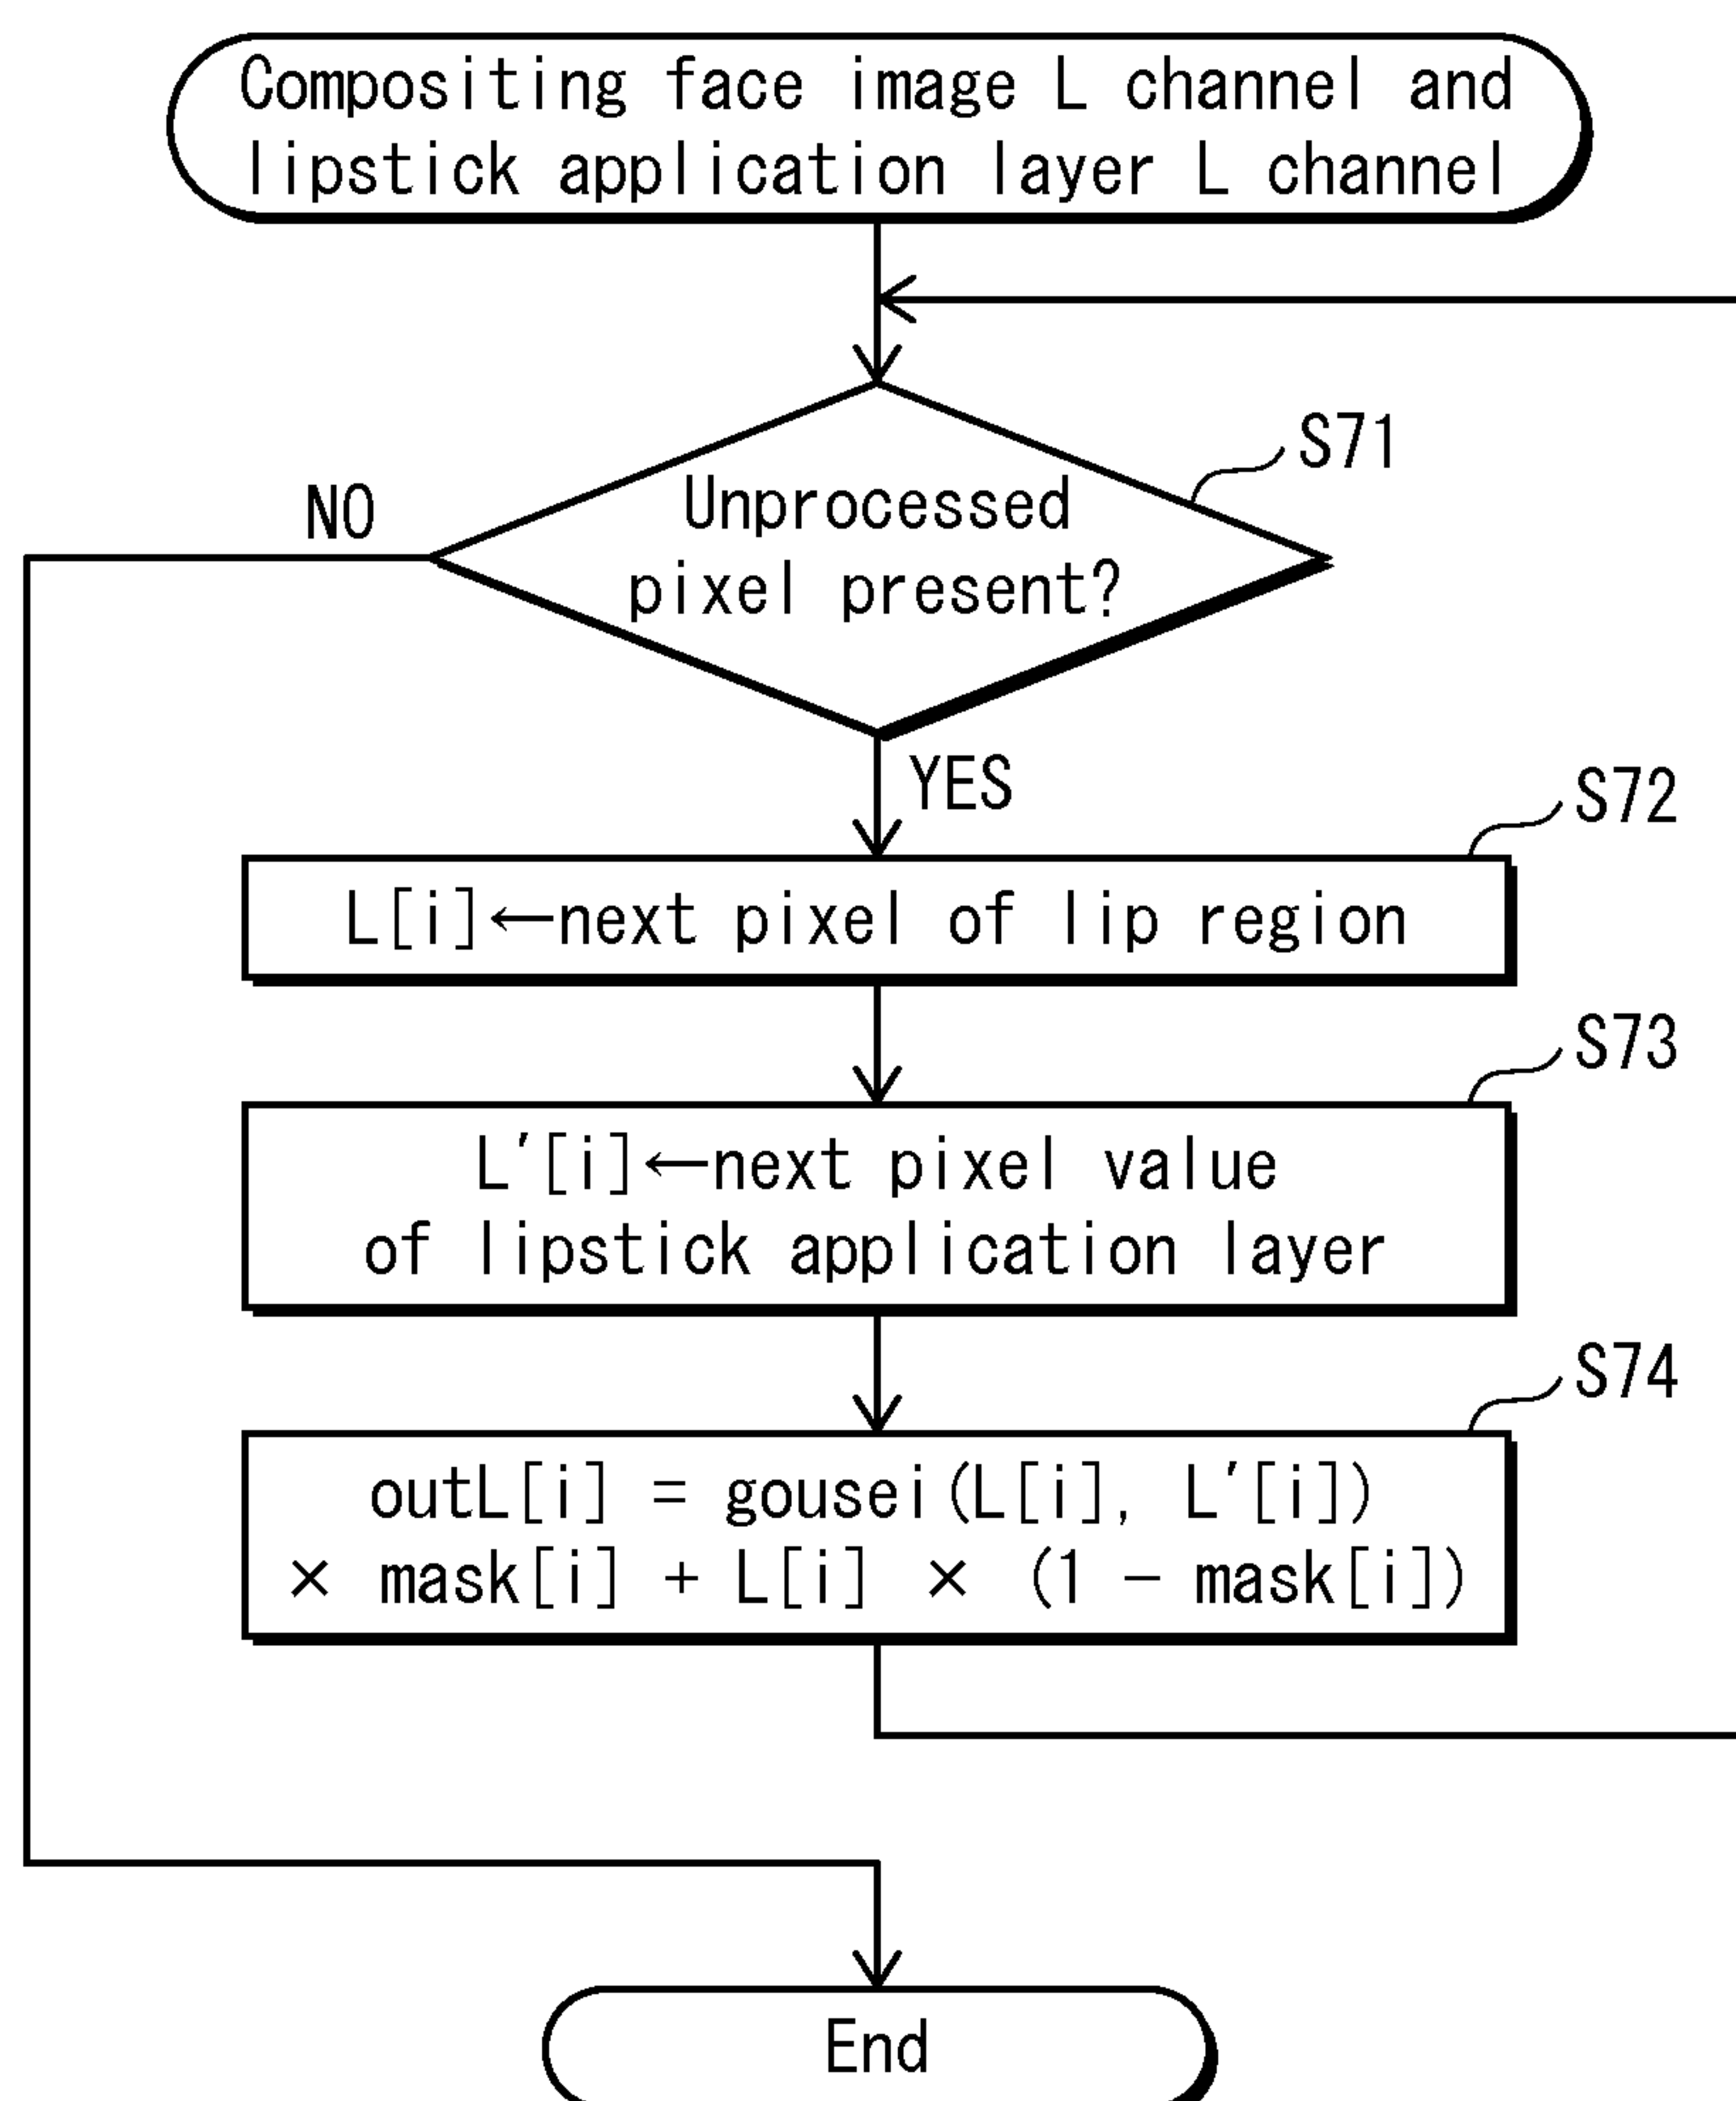 Compositing face image L channel and
lipstick application layer L channel
S71
NO
Unprocessed
pixel present?
YES
S72
L[i]←next pixel of lip region
S73
L'[i]←next pixel value
of lipstick application layer
S74
outL[i] = gousei(L[i], L'[i])
× mask[i] + L[i] × (1 − mask[i])
End